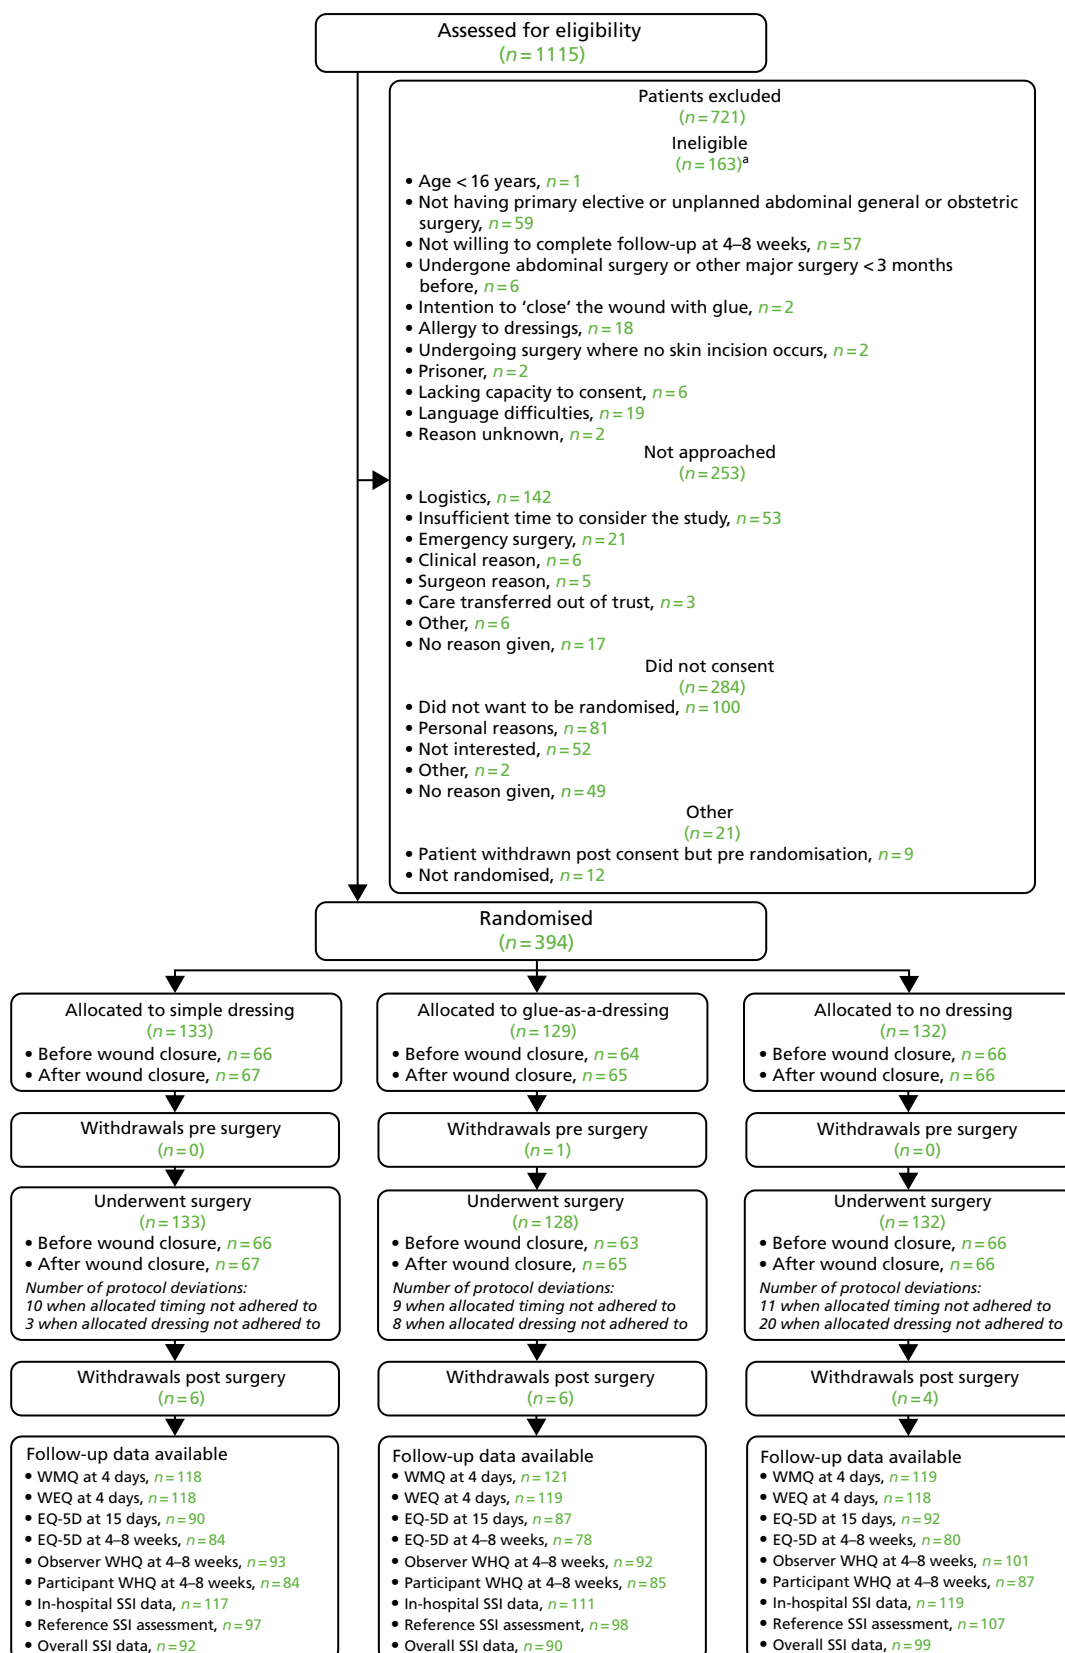 Assessed for eligibility
(n=1115)
Patients excluded
(n=721)
Ineligible
(n=163)a
• Age < 16 years, n=1
• Not having primary elective or unplanned abdominal general or obstetric
surgery, n=59
• Not willing to complete follow-up at 4–8 weeks, n=57
• Undergone abdominal surgery or other major surgery < 3 months
before, n=6
• Intention to ‘close’ the wound with glue, n=2
• Allergy to dressings, n=18
• Undergoing surgery where no skin incision occurs, n=2
• Prisoner, n=2
• Lacking capacity to consent, n=6
• Language difficulties, n=19
• Reason unknown, n=2
Not approached
(n=253)
• Logistics, n=142
• Insufficient time to consider the study, n=53
• Emergency surgery, n=21
• Clinical reason, n=6
• Surgeon reason, n=5
• Care transferred out of trust, n=3
• Other, n=6
• No reason given, n=17
Did not consent
(n=284)
• Did not want to be randomised, n=100
• Personal reasons, n=81
• Not interested, n=52
• Other, n=2
• No reason given, n=49
Other
(n=21)
• Patient withdrawn post consent but pre randomisation, n=9
• Not randomised, n=12
Randomised
(n=394)
Allocated to simple dressing
(n=133)
• Before wound closure, n=66
• After wound closure, n=67
Withdrawals pre surgery
(n=0)
Underwent surgery
(n=133)
• Before wound closure, n=66
• After wound closure, n=67
Number of protocol deviations:
10 when allocated timing not adhered to
3 when allocated dressing not adhered to
Withdrawals post surgery
(n=6)
Follow-up data available
• WMQ at 4 days, n=118
• WEQ at 4 days, n=118
• EQ-5D at 15 days, n=90
• EQ-5D at 4–8 weeks, n=84
• Observer WHQ at 4–8 weeks, n=93
• Participant WHQ at 4–8 weeks, n=84
• In-hospital SSI data, n=117
• Reference SSI assessment, n=97
• Overall SSI data, n=92
Allocated to glue-as-a-dressing
(n=129)
• Before wound closure, n=64
• After wound closure, n=65
Withdrawals pre surgery
(n=1)
Underwent surgery
(n=128)
• Before wound closure, n=63
• After wound closure, n=65
Number of protocol deviations:
9 when allocated timing not adhered to
8 when allocated dressing not adhered to
Withdrawals post surgery
(n=6)
Follow-up data available
• WMQ at 4 days, n=121
• WEQ at 4 days, n=119
• EQ-5D at 15 days, n=87
• EQ-5D at 4–8 weeks, n=78
• Observer WHQ at 4–8 weeks, n=92
• Participant WHQ at 4–8 weeks, n=85
• In-hospital SSI data, n=111
• Reference SSI assessment, n=98
• Overall SSI data, n=90
Allocated to no dressing
(n=132)
• Before wound closure, n=66
• After wound closure, n=66
Withdrawals pre surgery
(n=0)
Underwent surgery
(n=132)
• Before wound closure, n=66
• After wound closure, n=66
Number of protocol deviations:
11 when allocated timing not adhered to
20 when allocated dressing not adhered to
Withdrawals post surgery
(n=4)
Follow-up data available
• WMQ at 4 days, n=119
• WEQ at 4 days, n=118
• EQ-5D at 15 days, n=92
• EQ-5D at 4–8 weeks, n=80
• Observer WHQ at 4–8 weeks, n=101
• Participant WHQ at 4–8 weeks, n=87
• In-hospital SSI data, n=119
• Reference SSI assessment, n=107
• Overall SSI data, n=99